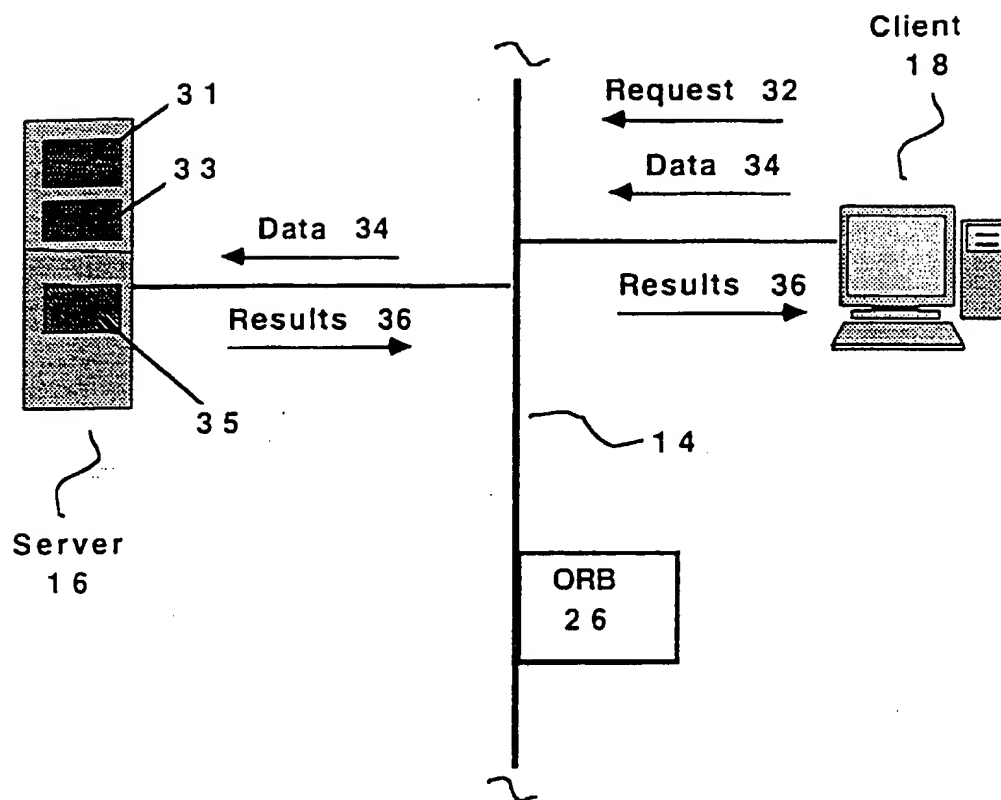 Client
18
31
Request 32
33
Data 34
Data 34
Results 36
Results 36
35
14
Server
16
ORB
26